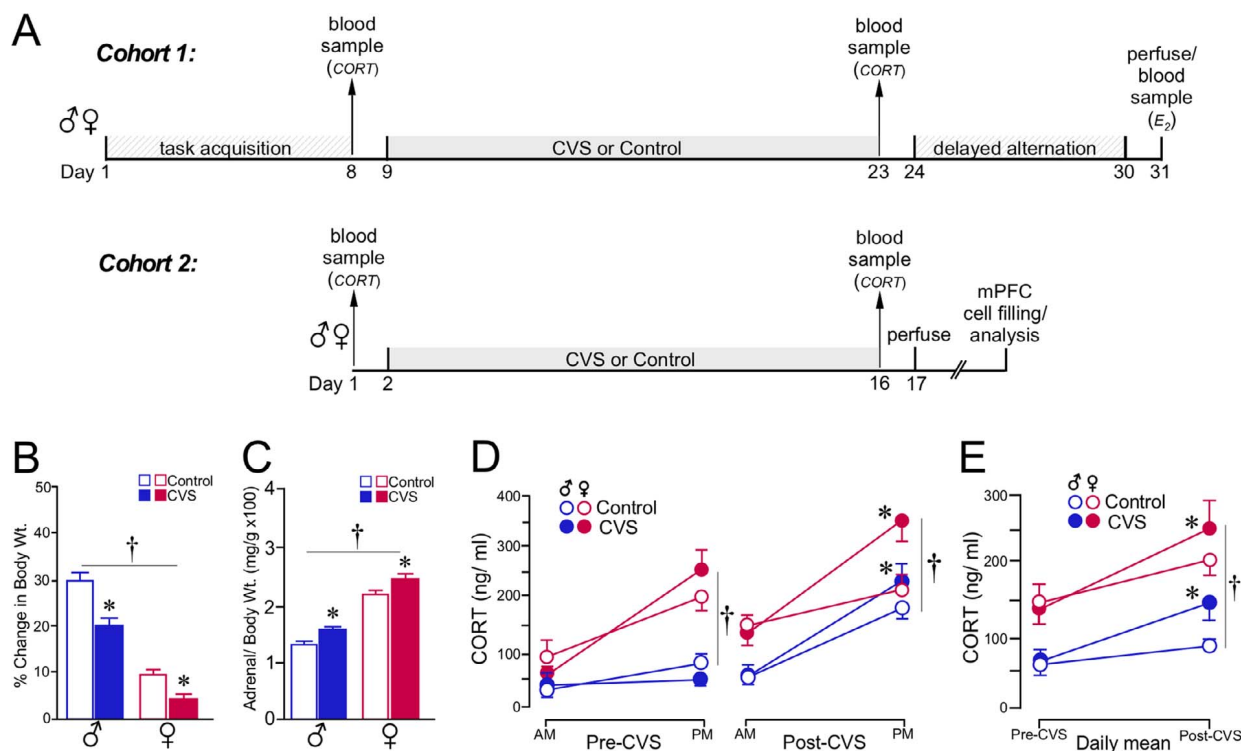 A
Cohort 1:
blood
sample
(CORT)
blood
sample
(CORT)
perfuse/
blood
sample
(E2)
♂♀
task acquisition
CVS or Control
delayed alternation
Day 1
8
9
23
24
30
31
Cohort 2:
blood
sample
(CORT)
blood
sample
(CORT)
mPFC
cell filling/
analysis
♂♀
CVS or Control
perfuse
Day 1
2
16
17
B
Control
CVS
% Change in Body Wt.
50
40
30
20
10
0
†
*
*
♂
♀
C
Control
CVS
Adrenal/ Body Wt. (mg/g x100)
4
3
2
1
0
†
*
*
♂
♀
D
♂♀
Control
CVS
CORT (ng/ ml)
400
300
200
100
0
†
*
*
†
AM
Pre-CVS
PM
AM
Post-CVS
PM
E
♂♀
Control
CVS
CORT (ng/ ml)
300
200
100
0
*
*
†
Pre-CVS
Daily mean
Post-CVS